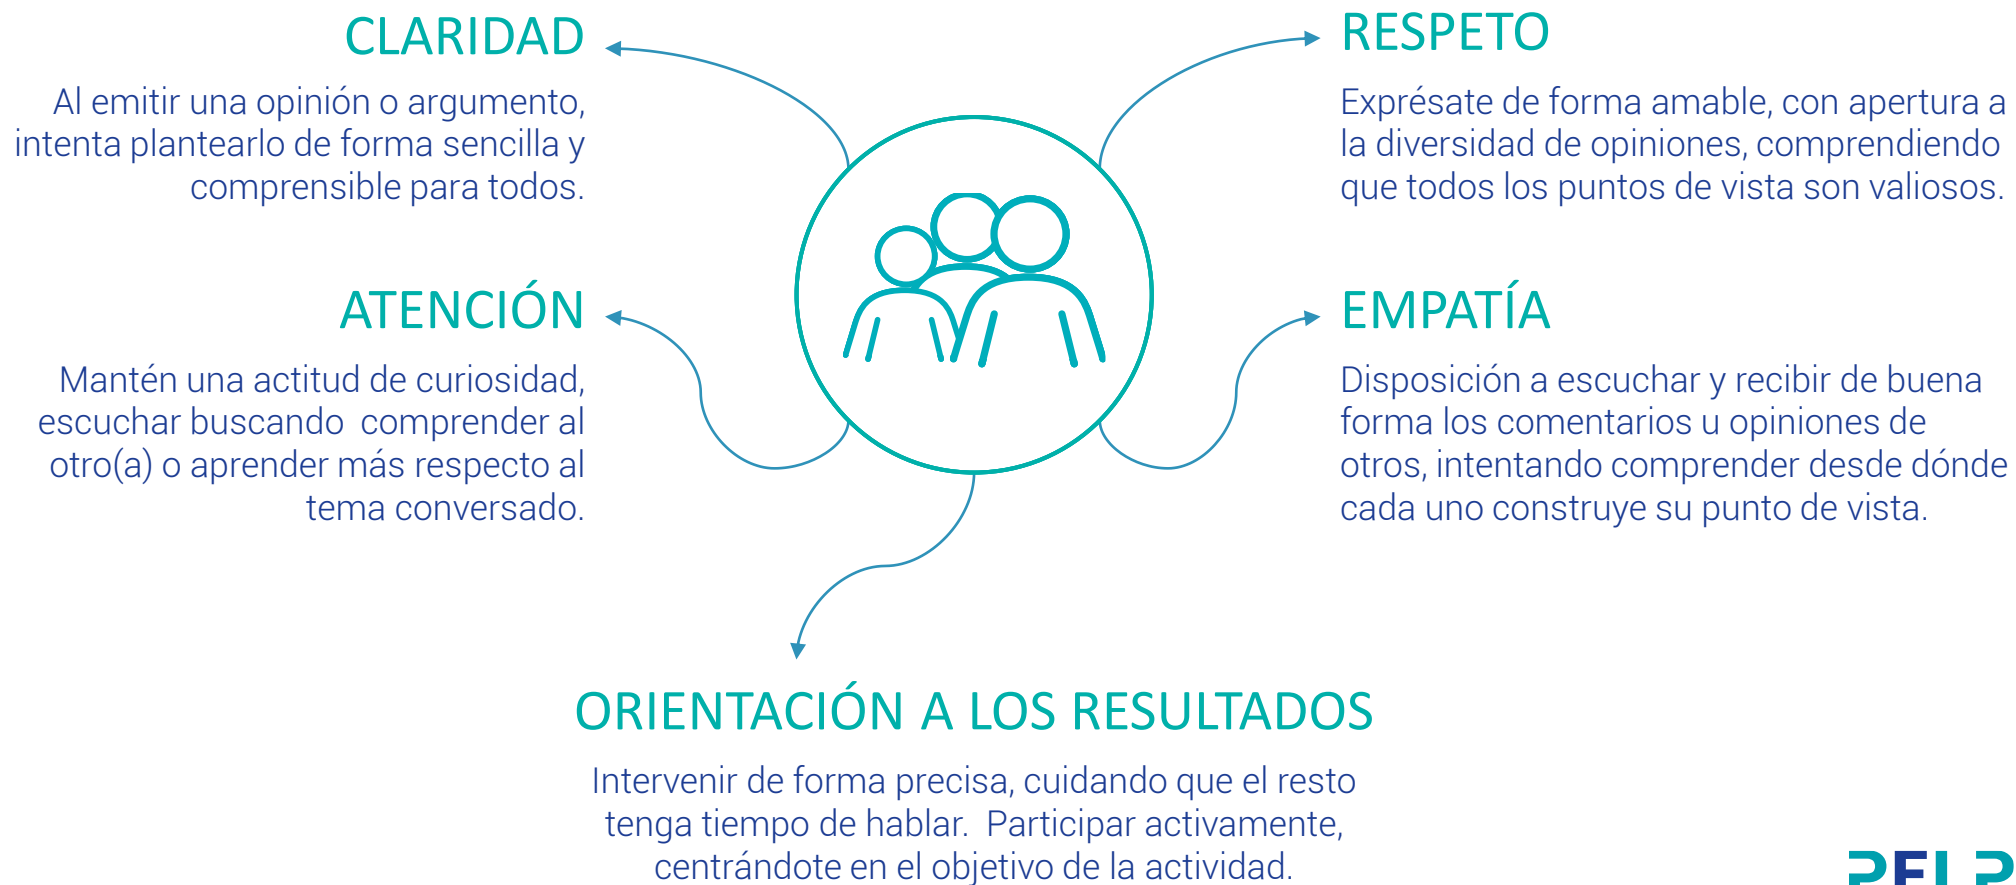 CLARIDAD
Al emitir una opinión o argumento,
intenta plantearlo de forma sencilla y
comprensible para todos.
RESPETO
Exprésate de forma amable, con apertura a
la diversidad de opiniones, comprendiendo
que todos los puntos de vista son valiosos.
ATENCIÓN
Mantén una actitud de curiosidad,
escuchar buscando  comprender al
otro(a) o aprender más respecto al
tema conversado.
EMPATÍA
Disposición a escuchar y recibir de buena
forma los comentarios u opiniones de
otros, intentando comprender desde dónde
cada uno construye su punto de vista.
ORIENTACIÓN A LOS RESULTADOS
Intervenir de forma precisa, cuidando que el resto
tenga tiempo de hablar.  Participar activamente,
centrándote en el objetivo de la actividad.